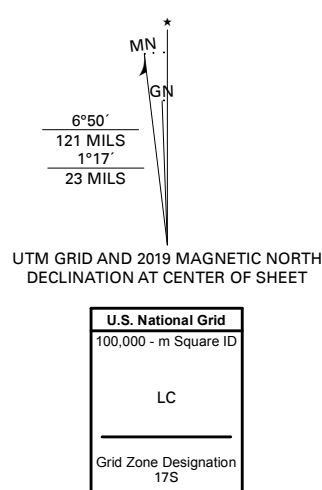 ★
MN
GN
6°50´
121 MILS
1°17´
23 MILS
UTM GRID AND 2019 MAGNETIC NORTH
DECLINATION AT CENTER OF SHEET
U.S. National Grid
100,000 - m Square ID
LC
Grid Zone Designation
17S